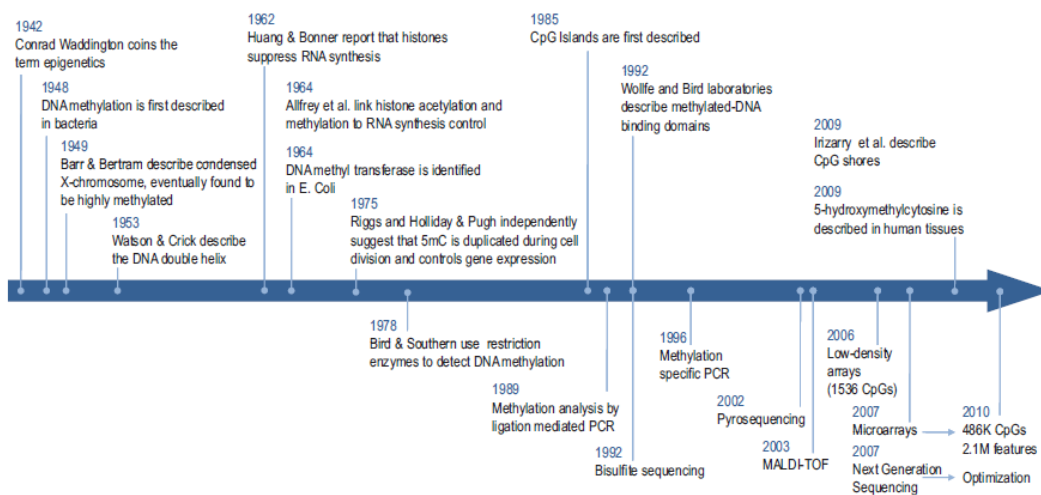 1942
Conrad Waddington coins the
term epigenetics
1948
DNA methylation is first described
in bacteria
1949
Barr & Bertram describe condensed
X-chromosome, eventually found to
be highly methylated
1953
Watson & Crick describe
the DNA double helix
1962
Huang & Bonner report that histones
suppress RNA synthesis
1964
Allfrey et al. link histone acetylation and
methylation to RNA synthesis control
1964
DNA methyl transferase is identified
in E. Coli
1975
Riggs and Holliday & Pugh independently
suggest that 5mC is duplicated during cell
division and controls gene expression
1985
CpG Islands are first described
1992
Wollfe and Bird laboratories
describe methylated-DNA
binding domains
2009
Irizarry et al. describe
CpG shores
2009
5-hydroxymethylcytosine is
described in human tissues
1978
Bird & Southern use restriction
enzymes to detect DNA methylation
1989
Methylation analysis by
ligation mediated PCR
1992
Bisulfite sequencing
1996
Methylation
specific PCR
2002
Pyrosequencing
2003
MALDI-TOF
2006
Low-density
arrays
(1536 CpGs)
2007
Microarrays
2007
Next Generation
Sequencing
2010
486K CpGs
2.1M features
Optimization